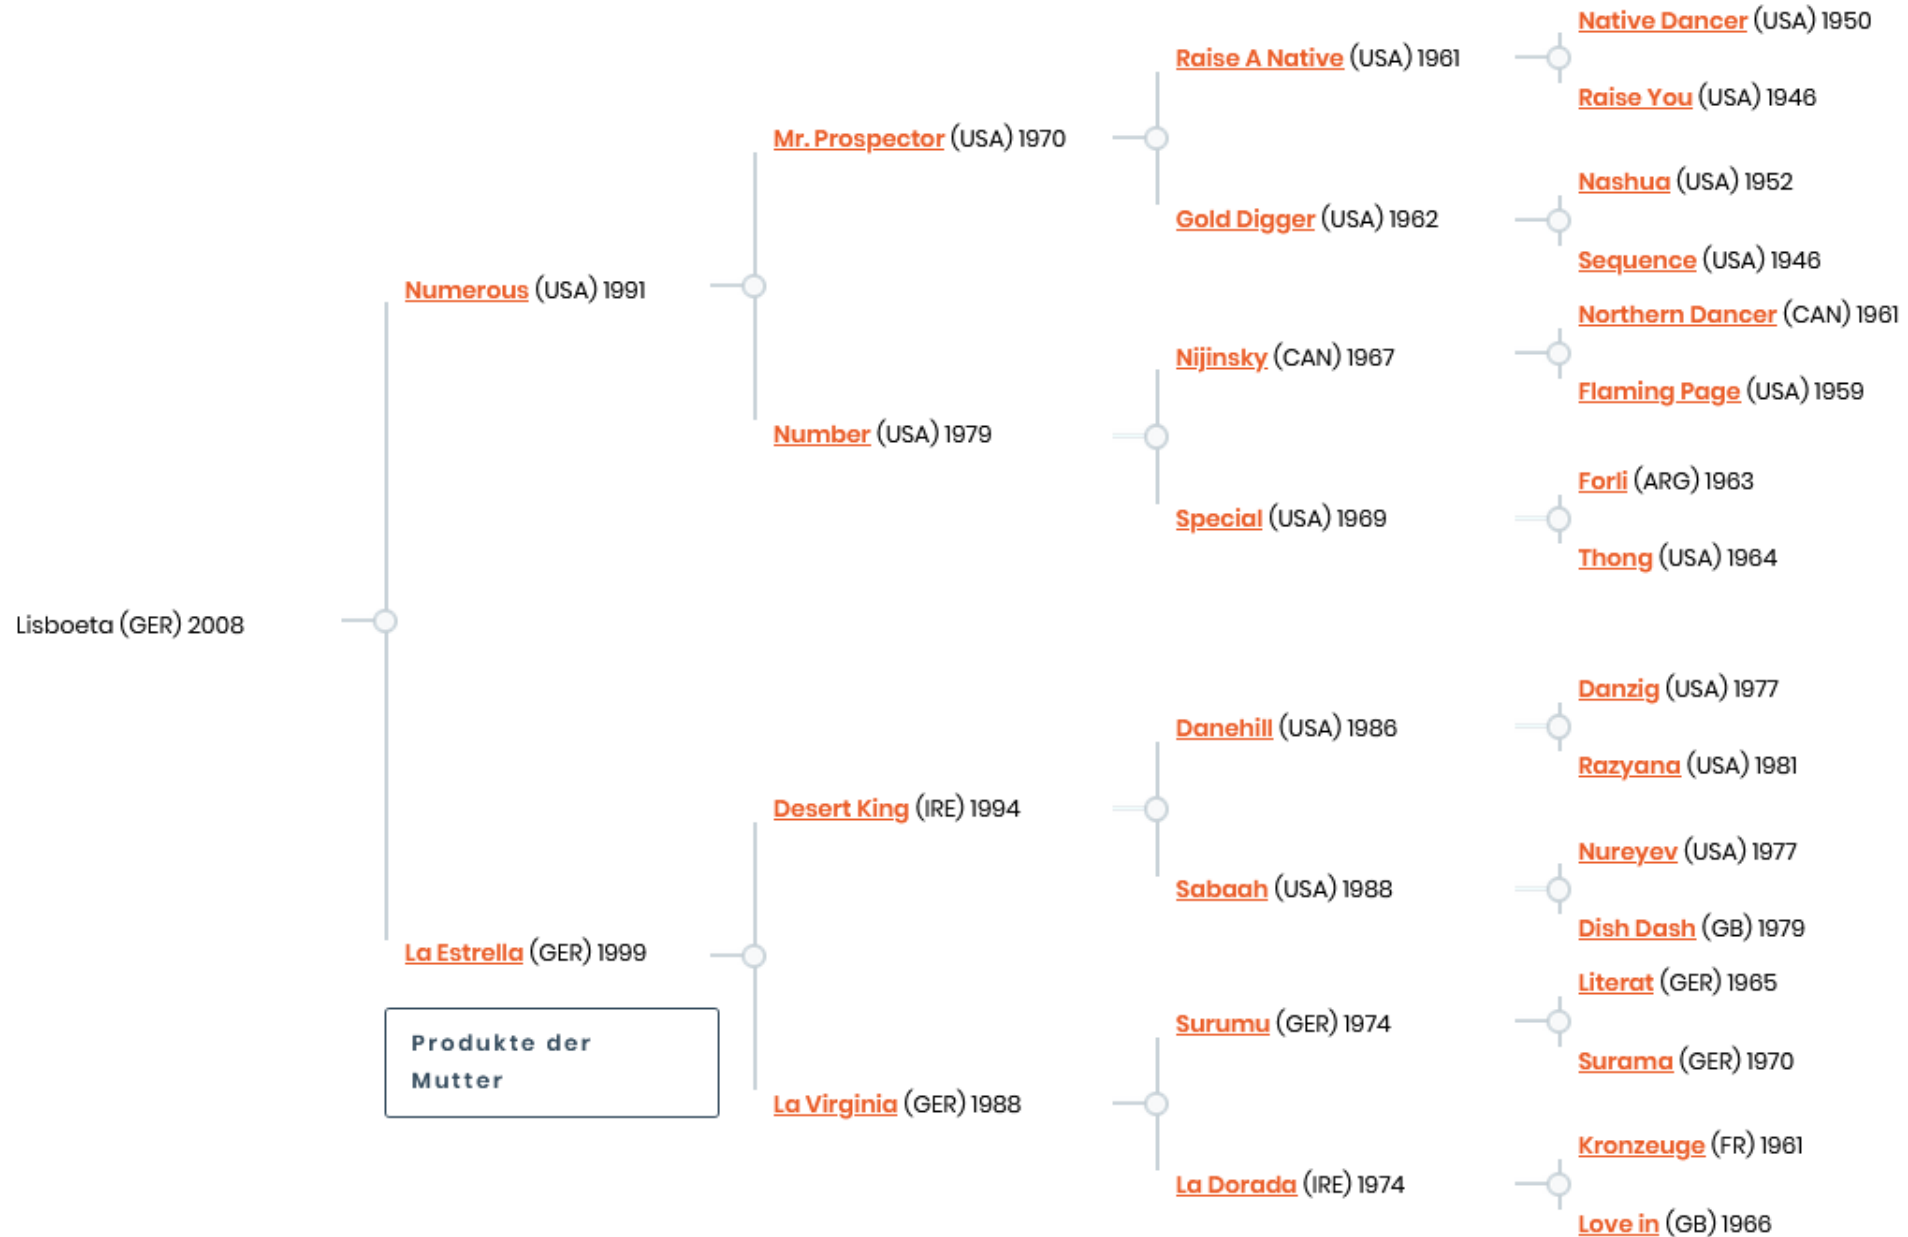 Native Dancer (USA) 1950
Raise A Native (USA) 1961
Raise You (USA) 1946
Mr. Prospector (USA) 1970
Nashua (USA) 1952
Gold Digger (USA) 1962
Sequence (USA) 1946
Numerous (USA) 1991
Northern Dancer (CAN) 1961
Nijinsky (CAN) 1967
Flaming Page (USA) 1959
Number (USA) 1979
Forli (ARG) 1963
Special (USA) 1969
Thong (USA) 1964
Lisboeta (GER) 2008
Danzig (USA) 1977
Danehill (USA) 1986
Razyana (USA) 1981
Desert King (IRE) 1994
Nureyev (USA) 1977
Sabaah (USA) 1988
Dish Dash (GB) 1979
La Estrella (GER) 1999
Literat (GER) 1965
Surumu (GER) 1974
Produkte der
Mutter
Surama (GER) 1970
La Virginia (GER) 1988
Kronzeuge (FR) 1961
La Dorada (IRE) 1974
Love in (GB) 1966